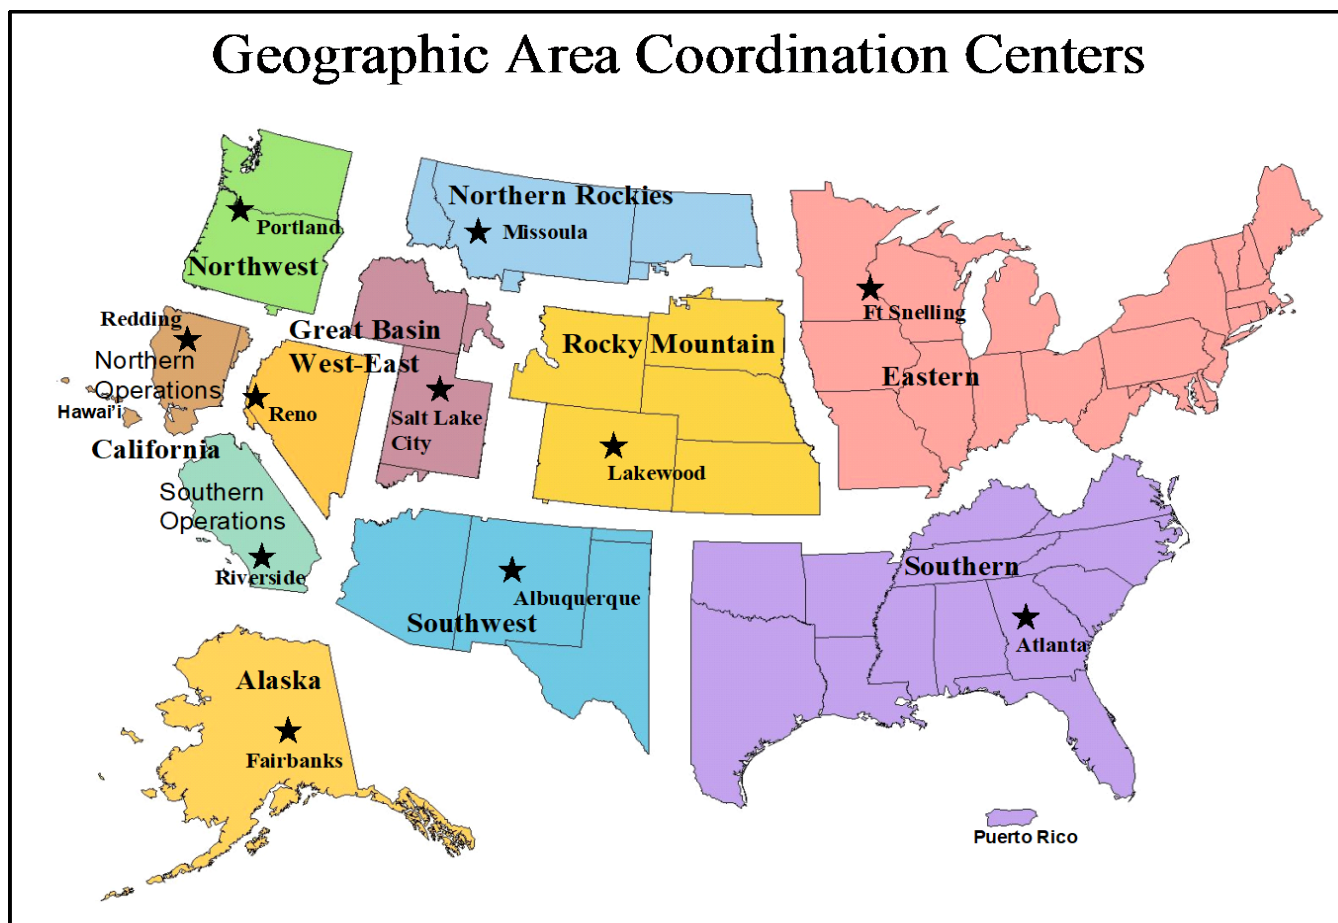 Geographic Area Coordination Centers
Northern Rockies
Missoula
Portland
Northwest
Redding
Northern
Operations
Hawai'i
California
Southern
Operations
Riverside
Great Basin
West-East
Reno
Salt Lake
City
Rocky Mountain
Lakewood
Ft Snelling
Eastern
Southern
Atlanta
Albuquerque
Southwest
Alaska
Fairbanks
Puerto Rico